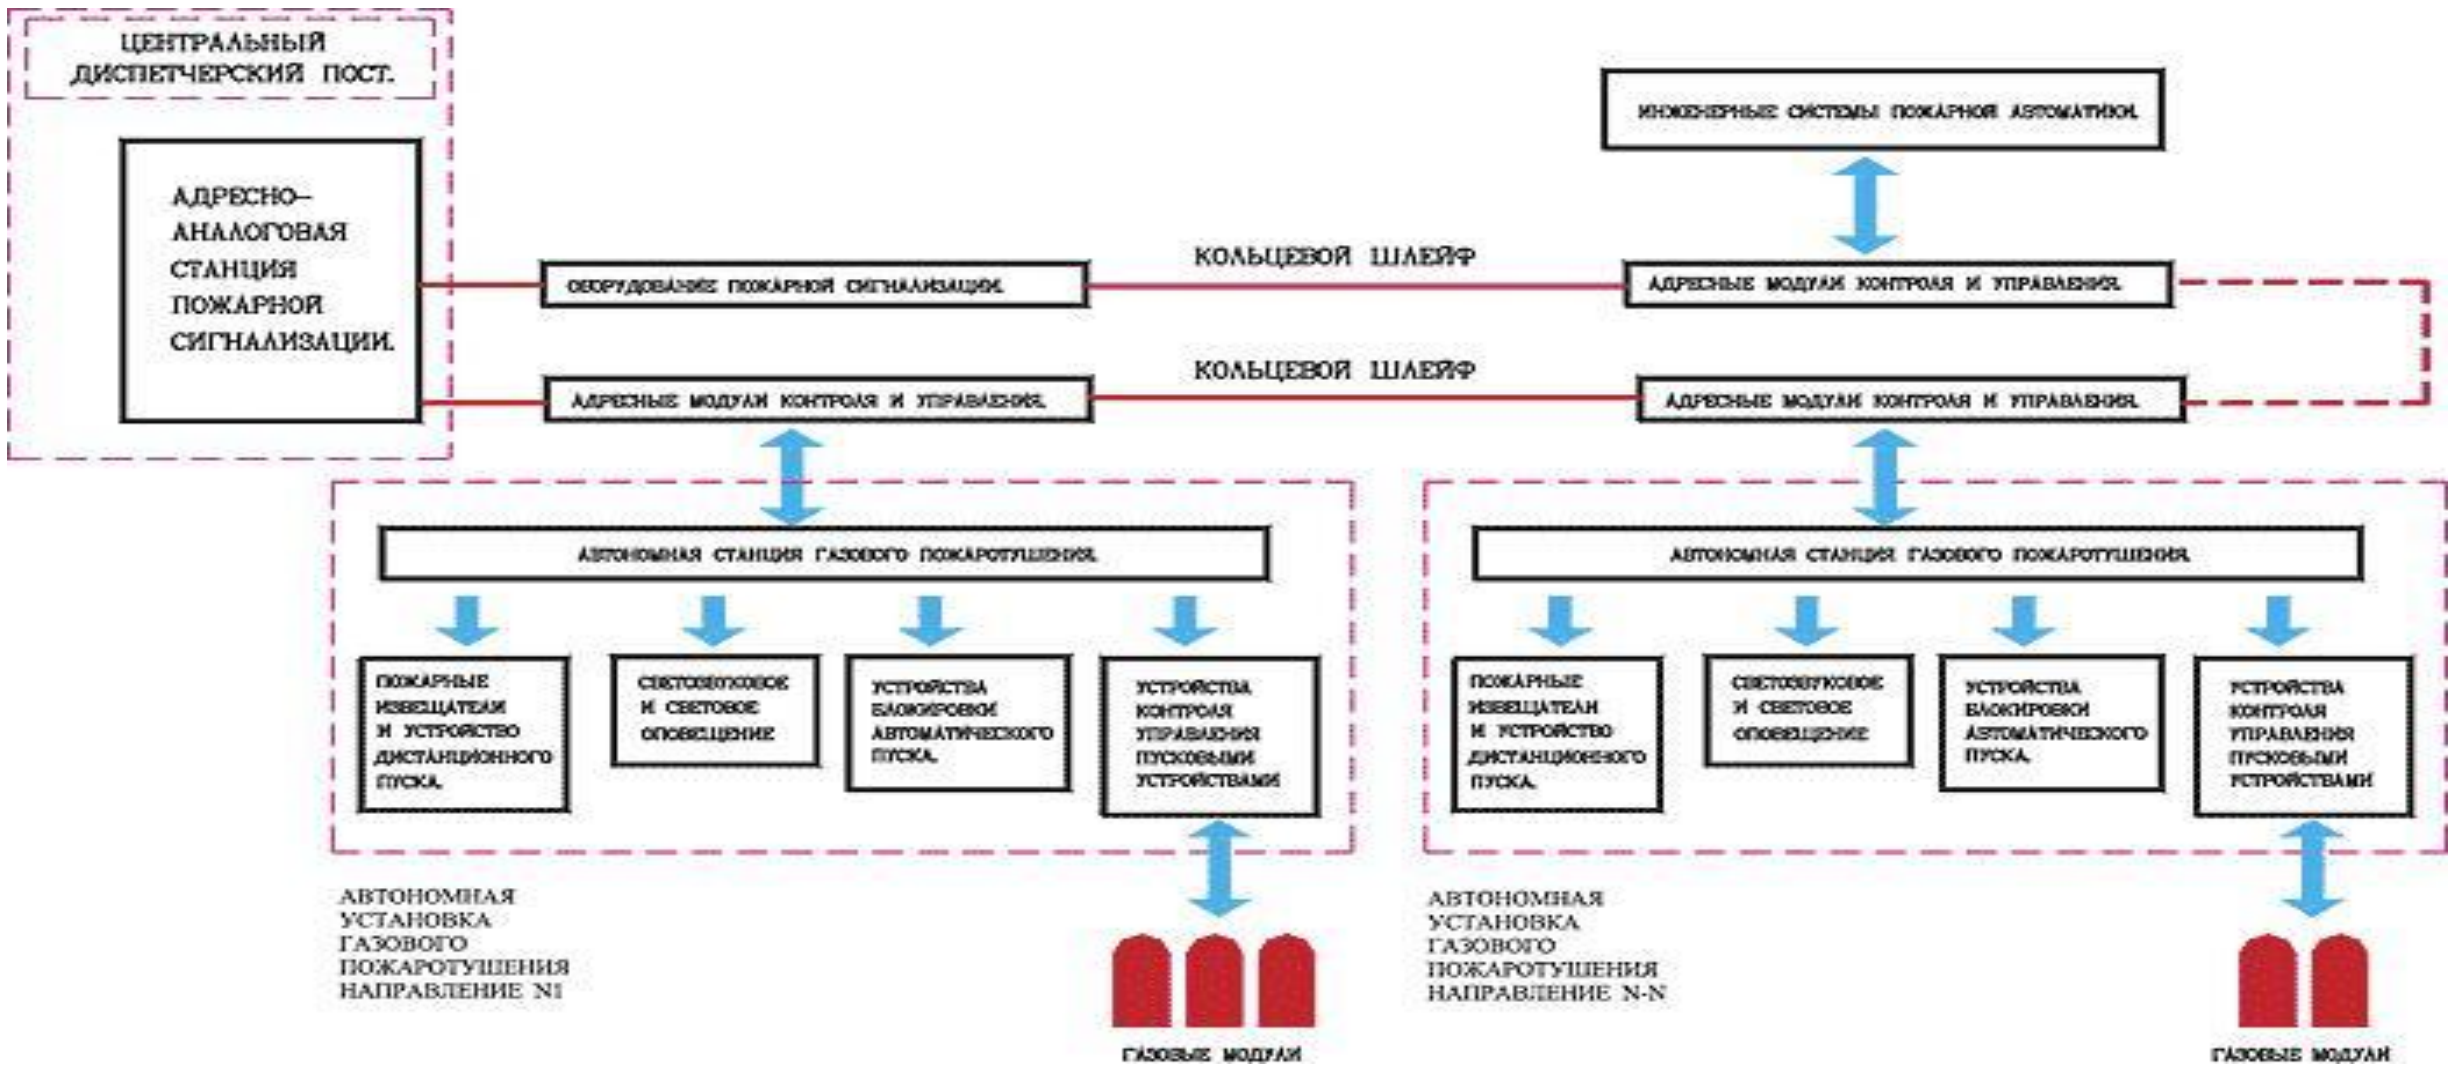 ЦЕНТРАЛЬНЫЙ
ДИСПЕТЧЕРСКИЙ ПОСТ.
АДРЕСНО–
АНАЛОГОВАЯ
СТАНЦИЯ
ПОЖАРНОЙ
СИГНАЛИЗАЦИИ.
ИНЖЕНЕРНЫЕ СИСТЕМЫ ПОЖАРНОЙ АВТОМАТИКИ.
ОБОРУДОВАНИЕ ПОЖАРНОЙ СИГНАЛИЗАЦИИ.
КОЛЬЦЕВОЙ ШЛЕЙФ
АДРЕСНЫЕ МОДУЛИ КОНТРОЛЯ И УПРАВЛЕНИЯ.
АДРЕСНЫЕ МОДУЛИ КОНТРОЛЯ И УПРАВЛЕНИЯ.
КОЛЬЦЕВОЙ ШЛЕЙФ
АДРЕСНЫЕ МОДУЛИ КОНТРОЛЯ И УПРАВЛЕНИЯ.
АВТОНОМНАЯ СТАНЦИЯ ГАЗОВОГО ПОЖАРОТУШЕНИЯ.
ПОЖАРНЫЕ
ИЗВЕЩАТЕЛИ
И УСТРОЙСТВО
ДИСТАНЦИОННОГО
ПУСКА.
СВЕТОЗВУКОВОЕ
И СВЕТОВОЕ
ОПОВЕЩЕНИЕ
УСТРОЙСТВА
БЛОКИРОВКИ
АВТОМАТИЧЕСКОГО
ПУСКА.
УСТРОЙСТВА
КОНТРОЛЯ
УПРАВЛЕНИЯ
ПУСКОВЫМИ
УСТРОЙСТВАМИ
АВТОНОМНАЯ
УСТАНОВКА
ГАЗОВОГО
ПОЖАРОТУШЕНИЯ
НАПРАВЛЕНИЕ N1
ГАЗОВЫЕ МОДУЛИ
АВТОНОМНАЯ СТАНЦИЯ ГАЗОВОГО ПОЖАРОТУШЕНИЯ.
ПОЖАРНЫЕ
ИЗВЕЩАТЕЛИ
И УСТРОЙСТВО
ДИСТАНЦИОННОГО
ПУСКА.
СВЕТОЗВУКОВОЕ
И СВЕТОВОЕ
ОПОВЕЩЕНИЕ
УСТРОЙСТВА
БЛОКИРОВКИ
АВТОМАТИЧЕСКОГО
ПУСКА.
УСТРОЙСТВА
КОНТРОЛЯ
УПРАВЛЕНИЯ
ПУСКОВЫМИ
УСТРОЙСТВАМИ
АВТОНОМНАЯ
УСТАНОВКА
ГАЗОВОГО
ПОЖАРОТУШЕНИЯ
НАПРАВЛЕНИЕ N-N
ГАЗОВЫЕ МОДУЛИ